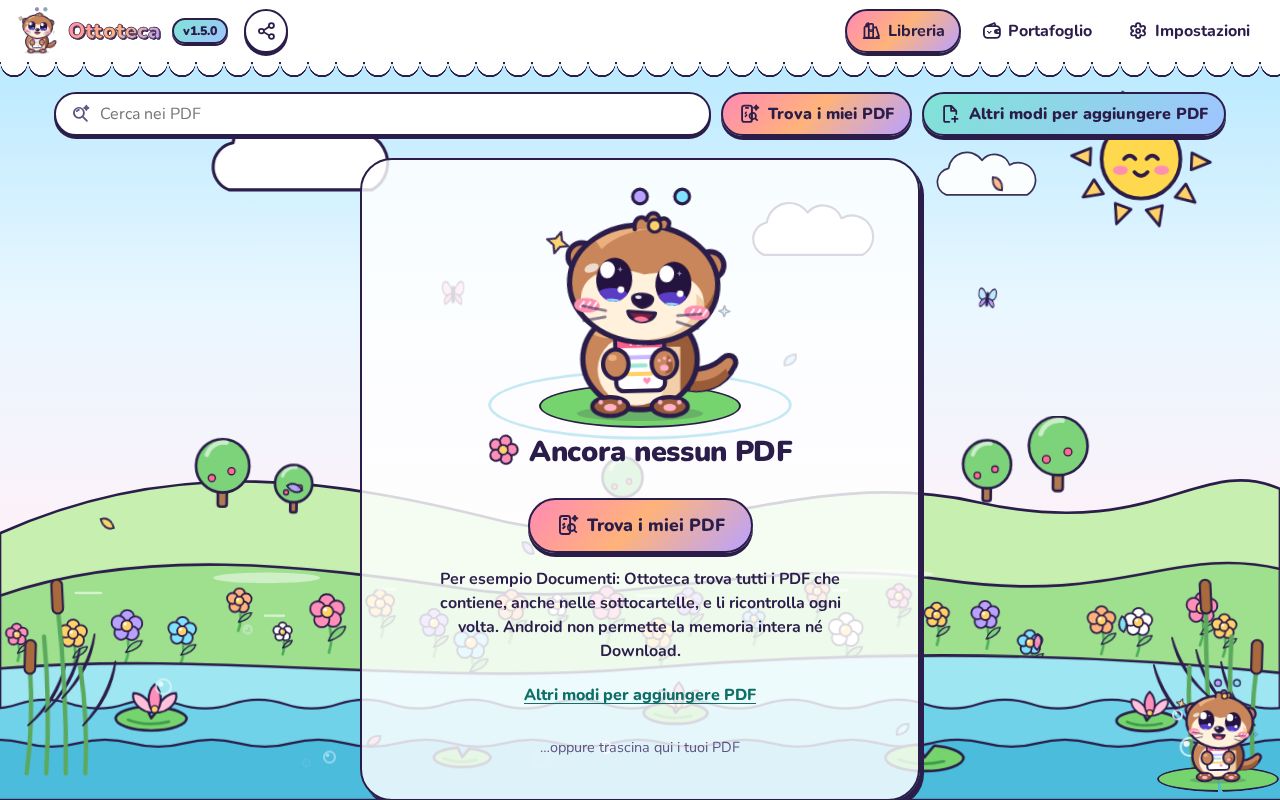 Ottoteca
v1.5.0
Libreria
Portafoglio
Impostazioni
Cerca nei PDF
Trova i miei PDF
Altri modi per aggiungere PDF
Ancora nessun PDF
Trova i miei PDF
Per esempio Documenti: Ottoteca trova tutti i PDF che
contiene, anche nelle sottocartelle, e li ricontrolla ogni
volta. Android non permette la memoria intera né
Download.
Altri modi per aggiungere PDF
...oppure trascina qui i tuoi PDF